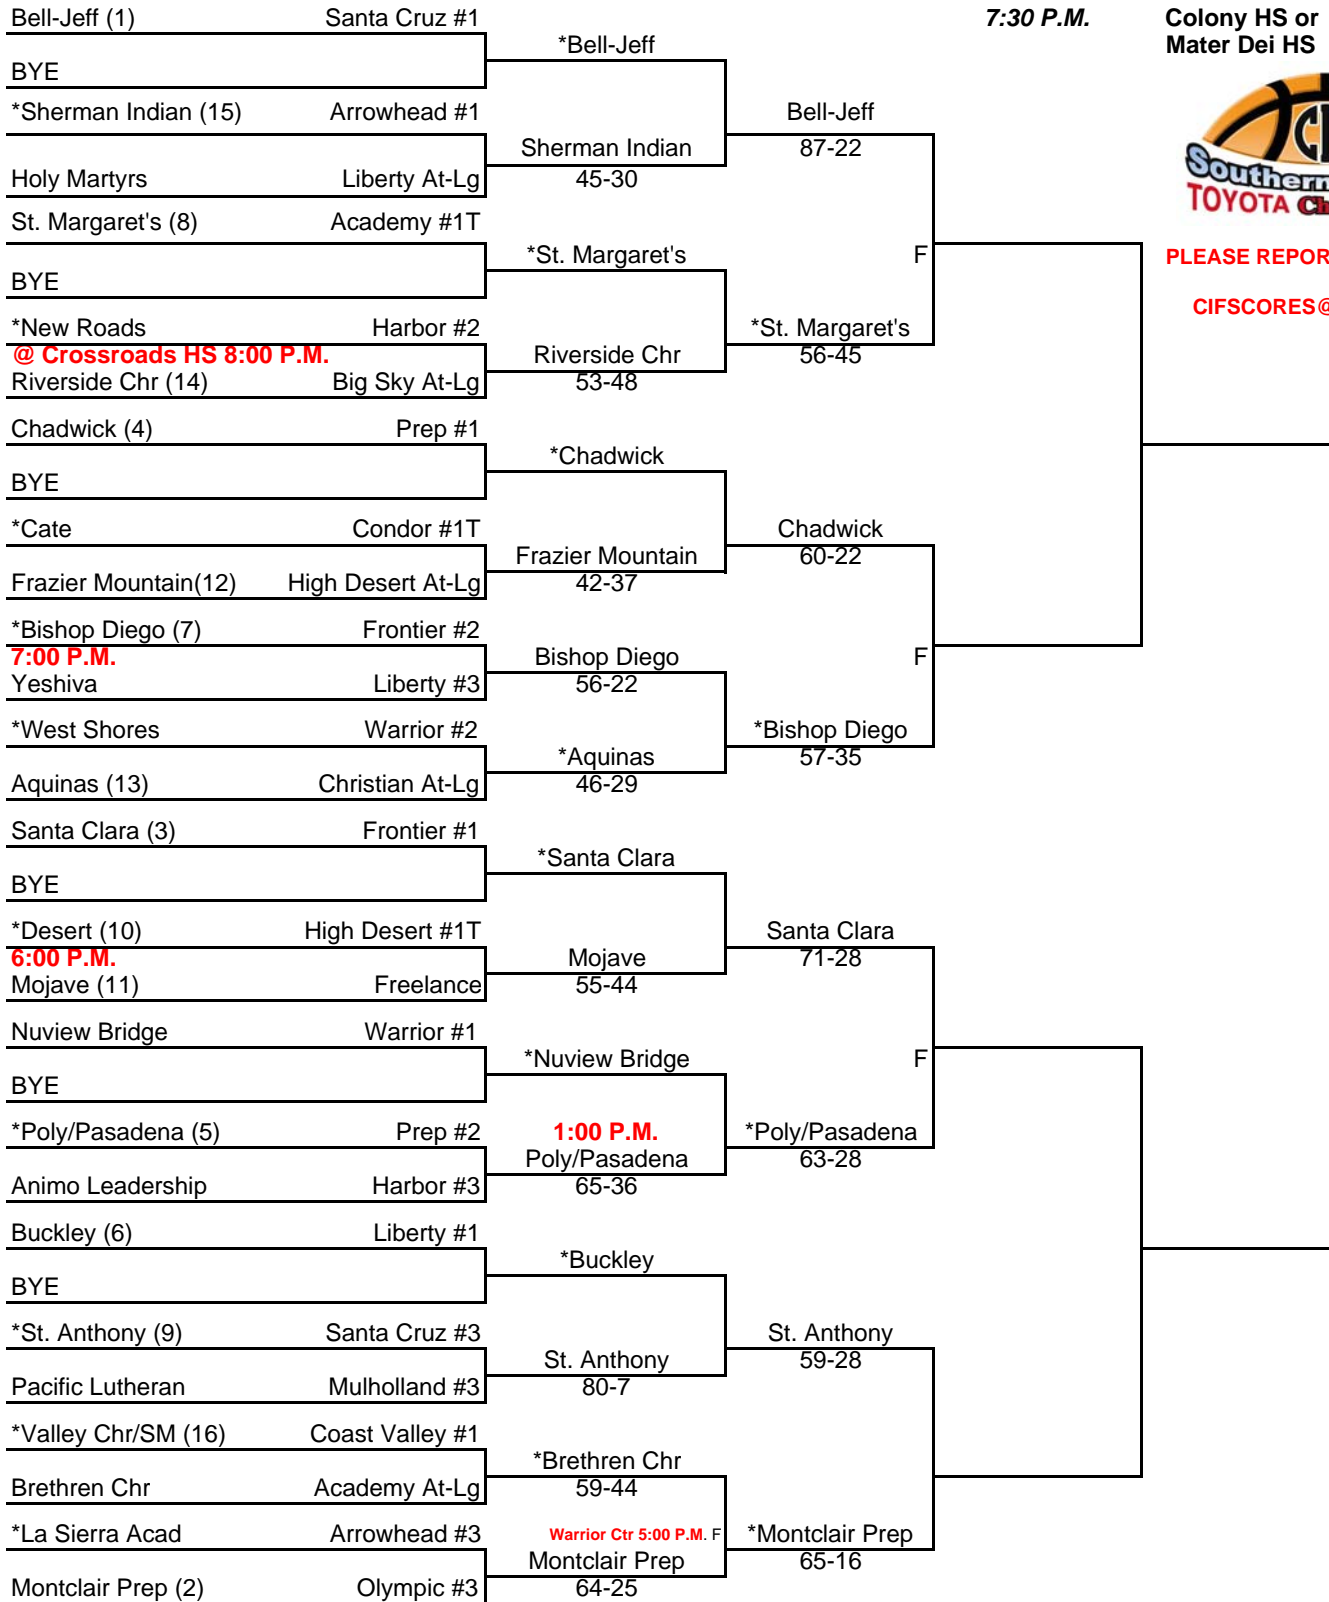 Bell-Jeff (1) Santa Cruz #1
BYE
*Sherman Indian (15) Arrowhead #1
Holy Martyrs Liberty At-Lg
St. Margaret's (8) Academy #1T
BYE
*New Roads Harbor #2
@ Crossroads HS 8:00 P.M.
Riverside Chr (14) Big Sky At-Lg
Chadwick (4) Prep #1
BYE
*Cate Condor #1T
Frazier Mountain(12) High Desert At-Lg
*Bishop Diego (7) Frontier #2
7:00 P.M.
Yeshiva Liberty #3
*West Shores Warrior #2
Aquinas (13) Christian At-Lg
Santa Clara (3) Frontier #1
BYE
*Desert (10) High Desert #1T
6:00 P.M.
Mojave (11) Freelance
Nuview Bridge Warrior #1
BYE
*Poly/Pasadena (5) Prep #2
Animo Leadership Harbor #3
Buckley (6) Liberty #1
BYE
*St. Anthony (9) Santa Cruz #3
Pacific Lutheran Mulholland #3
*Valley Chr/SM (16) Coast Valley #1
Brethren Chr Academy At-Lg
*La Sierra Acad Arrowhead #3
Montclair Prep (2) Olympic #3
*Bell-Jeff
Sherman Indian
45-30
*St. Margaret's
Riverside Chr
53-48
*Chadwick
Frazier Mountain
42-37
Bishop Diego
56-22
*Aquinas
46-29
*Santa Clara
Mojave
55-44
*Nuview Bridge
1:00 P.M.
Poly/Pasadena
65-36
*Buckley
St. Anthony
80-7
*Brethren Chr
59-44
Warrior Ctr 5:00 P.M. F
Montclair Prep
64-25
Bell-Jeff
87-22
F
*St. Margaret's
56-45
Chadwick
60-22
F
*Bishop Diego
57-35
Santa Clara
71-28
F
*Poly/Pasadena
63-28
St. Anthony
59-28
*Montclair Prep
65-16
7:30 P.M.
Colony HS or
Mater Dei HS
Southern
TOYOTA
PLEASE REPOR
CIFSCORES@